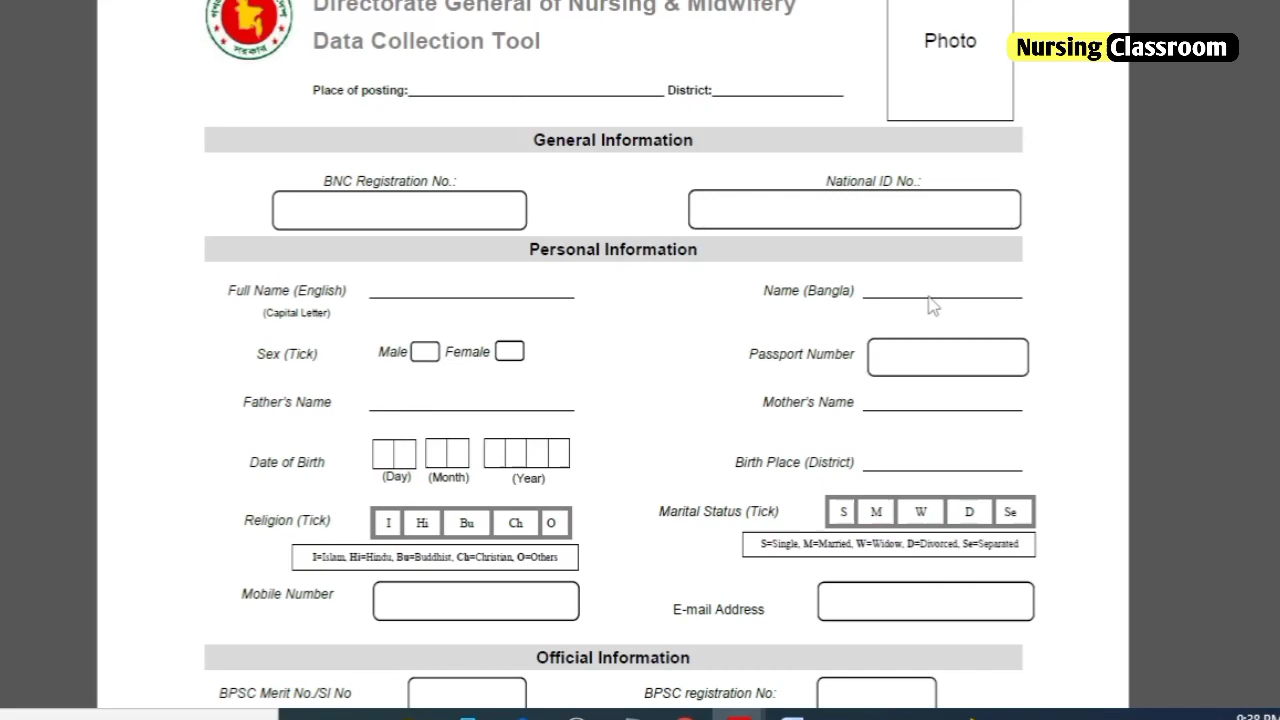 Directorate General of Nursing & Midwifery
Data Collection Tool
Photo
Nursing Classroom
Place of posting: District:
General Information
BNC Registration No.: National ID No.:
Personal Information
Full Name (English) Name (Bangla)
(Capital Letter)
Sex (Tick) Male Female Passport Number
Father's Name Mother's Name
Date of Birth Birth Place (District)
(Day) (Month) (Year)
Religion (Tick) I Hi Bu Ch O Marital Status (Tick) S M W D Se
I=Islam, Hi=Hindu, Bu=Buddhist, Ch=Christian, O=Others S=Single, M=Married, W=Widow, D=Divorced, Se=Separated
Mobile Number E-mail Address
Official Information
BPSC Merit No./Sl No BPSC registration No: